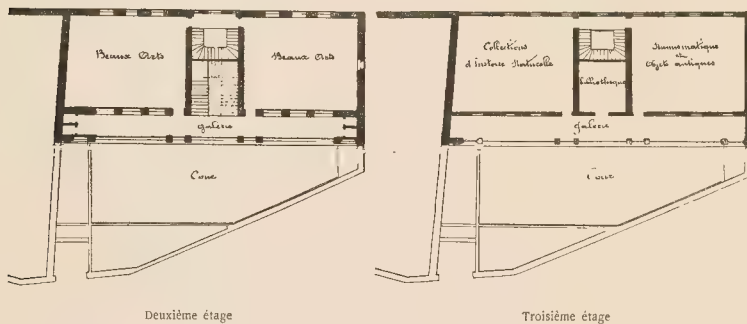 Beaux Arts
Beaux Arts
galerie
Cour
Deuxième étage
Collections
d'histoire Naturelle
Bibliothèque
Numismatique
et
Objets antiques
galerie
Cour
Troisième étage